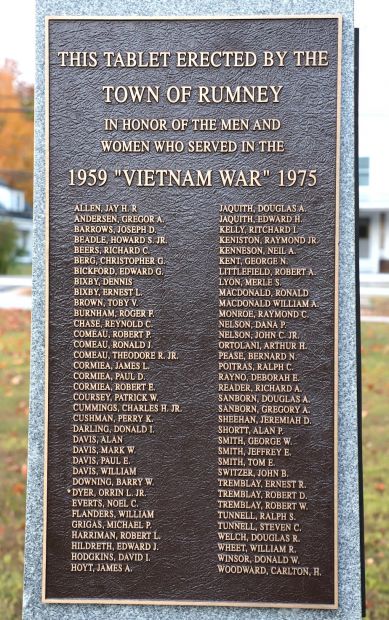 THIS TABLET ERECTED BY THE
TOWN OF RUMNEY
IN HONOR OF THE MEN AND
WOMEN WHO SERVED IN THE
1959 "VIETNAM WAR" 1975
ALLEN, JAY H. R
ANDERSEN, GREGOR A.
BARROWS, JOSEPH D.
BEADLE, HOWARD S. JR.
BEERS, RICHARD C.
BERG, CHRISTOPHER G.
BICKFORD, EDWARD G.
BIXBY, DENNIS
BIXBY, ERNEST L.
BROWN, TOBY V.
BURNHAM, ROGER F.
CHASE, REYNOLD C.
COMEAU, ROBERT P.
COMEAU, RONALD J.
COMEAU, THEODORE R. JR.
CORMIEA, JAMES L.
CORMIEA, PAUL D.
CORMIEA, ROBERT E.
COURSEY, PATRICK W.
CUMMINGS, CHARLES H. JR.
CUSHMAN, PERRY K.
DARLING, DONALD I.
DAVIS, ALAN
DAVIS, MARK W.
DAVIS, PAUL E.
DAVIS, WILLIAM
DOWNING, BARRY W.
*DYER, ORRIN L. JR.
EVERTS, NOEL C.
FLANDERS, WILLIAM
GRIGAS, MICHAEL P.
HARRIMAN, ROBERT L.
HILDRETH, EDWARD J.
HODGKINS, DAVID I.
HOYT, JAMES A.
JAQUITH, DOUGLAS A.
JAQUITH, EDWARD H.
KELLY, RITCHARD I.
KENISTON, RAYMOND JR.
KENNESON, NEIL A.
KENT, GEORGE N.
LITTLEFIELD, ROBERT A.
LYON, MERLE S.
MACDONALD, RONALD
MACDONALD WILLIAM A.
MONROE, RAYMOND C.
NELSON, DANA P.
NELSON, JOHN C. JR.
ORTOLANI, ARTHUR H.
PEASE, BERNARD N.
POITRAS, RALPH C.
RAYNO, DEBORAH E.
READER, RICHARD A.
SANBORN, DOUGLAS A.
SANBORN, GREGORY A.
SHEEHAN, JEREMIAH D.
SHORTT, ALAN P.
SMITH, GEORGE W.
SMITH, JEFFREY E.
SMITH, TOM E.
SWITZER, JOHN B.
TREMBLAY, ERNEST R.
TREMBLAY, ROBERT D.
TREMBLAY, ROBERT W.
TUNNELL, RALPH S.
TUNNELL, STEVEN C.
WELCH, DOUGLAS R.
WHEET, WILLIAM R.
WINSOR, DONALD W.
WOODWARD, CARLTON, H.